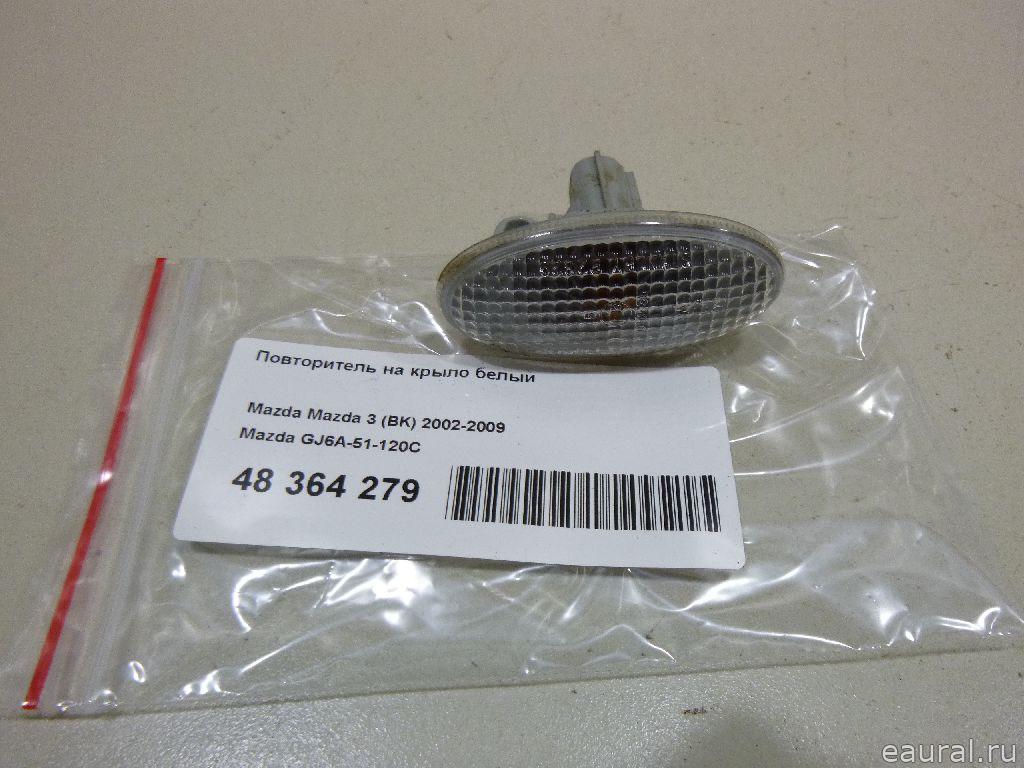 Повторитель на крыло белый
Mazda Mazda 3 (BK) 2002-2009
Mazda GJ6A-51-120C
48 364 279
eaural.ru